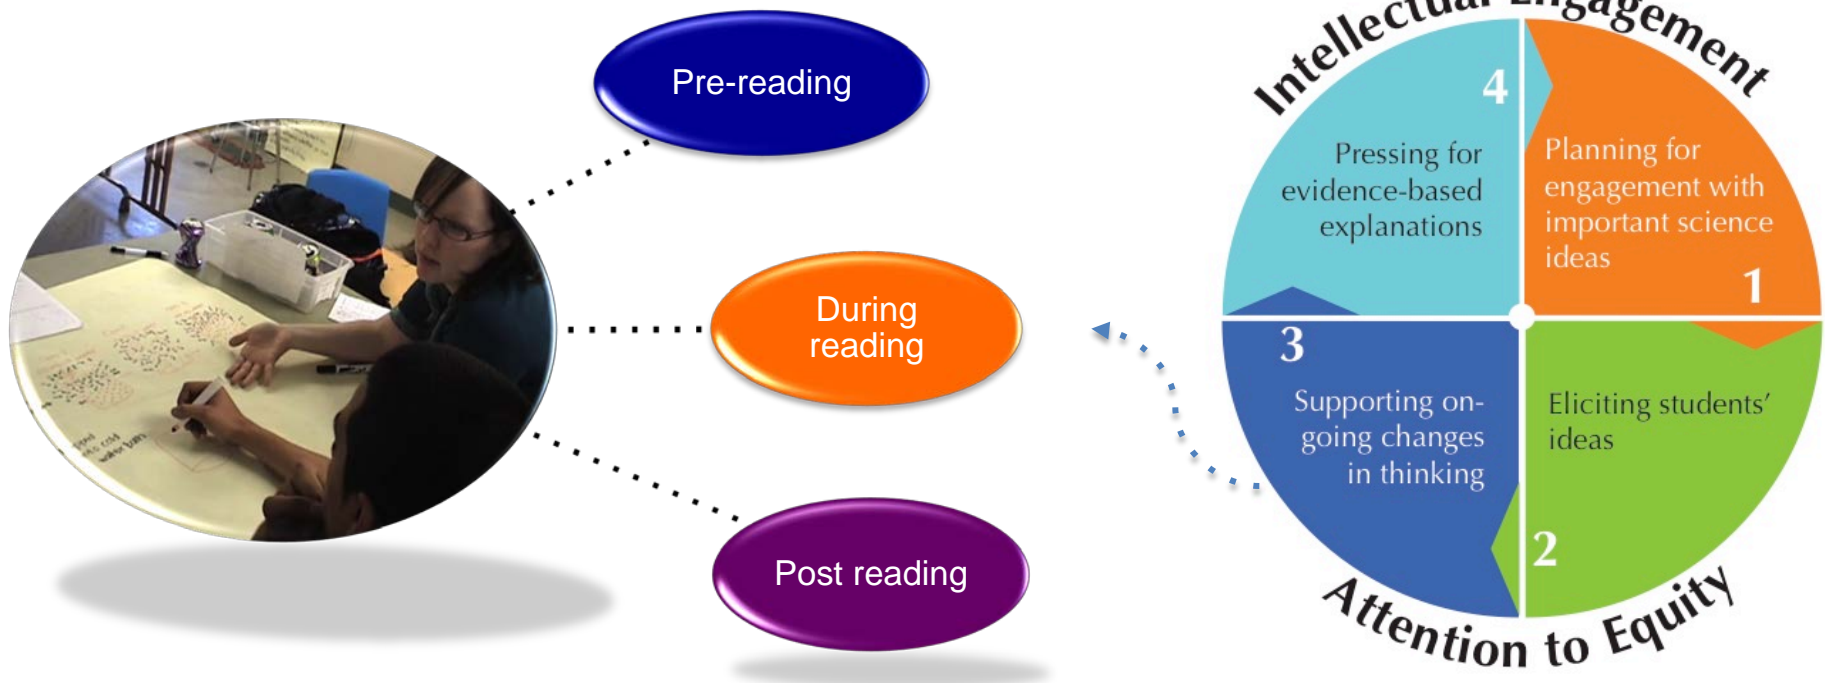 Pre-reading
During
reading
Post reading
Intellectual Engagement
4
Pressing for
evidence-based
explanations
Planning for
engagement with
important science
ideas
1
3
Supporting on-
going changes
in thinking
Eliciting students'
ideas
2
Attention to Equity
cold